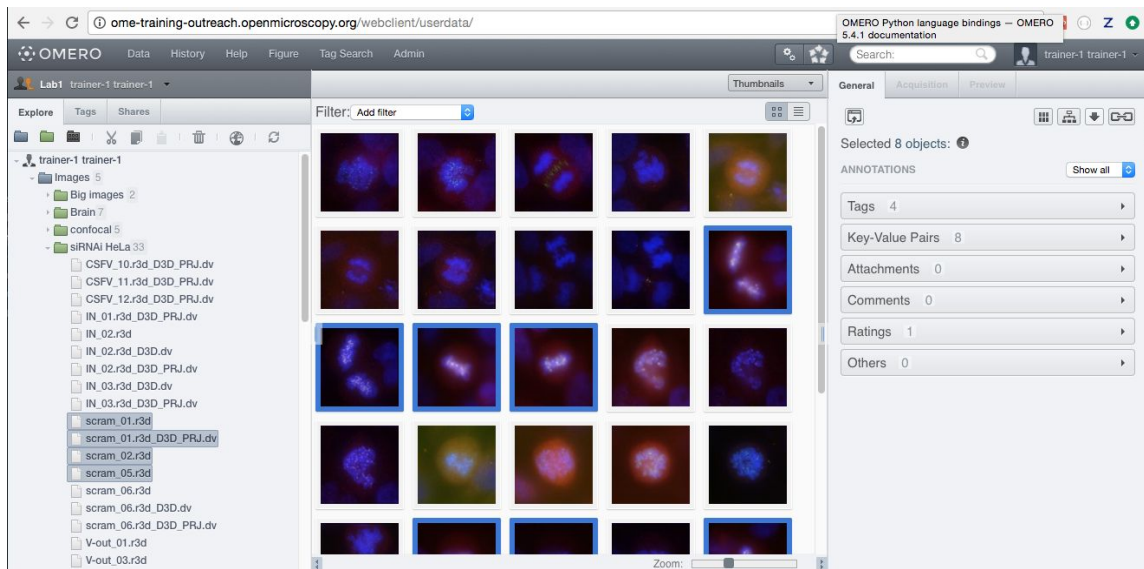 ome-training-outreach.openmicroscopy.org/webclient/userdata/
OMERO Python language bindings — OMERO
5.4.1 documentation
Z
OMERO Data History Help Figure Tag Search Admin
Search:
trainer-1 trainer-1
Lab1 trainer-1 trainer-1
Thumbnails
General Acquisition Preview
Explore Tags Shares
Filter: Add filter
Selected 8 objects:
ANNOTATIONS Show all
Tags 4
Key-Value Pairs 8
Attachments 0
Comments 0
Ratings 1
Others 0
trainer-1 trainer-1
Images 5
Big images 2
Brain 7
confocal 5
siRNAi HeLa 33
CSFV_10.r3d_D3D_PRJ.dv
CSFV_11.r3d_D3D_PRJ.dv
CSFV_12.r3d_D3D_PRJ.dv
IN_01.r3d_D3D_PRJ.dv
IN_02.r3d
IN_02.r3d_D3D.dv
IN_02.r3d_D3D_PRJ.dv
IN_03.r3d_D3D.dv
IN_03.r3d_D3D_PRJ.dv
scram_01.r3d
scram_01.r3d_D3D_PRJ.dv
scram_02.r3d
scram_05.r3d
scram_06.r3d
scram_06.r3d_D3D.dv
scram_06.r3d_D3D_PRJ.dv
V-out_01.r3d
V-out_03.r3d
Zoom: